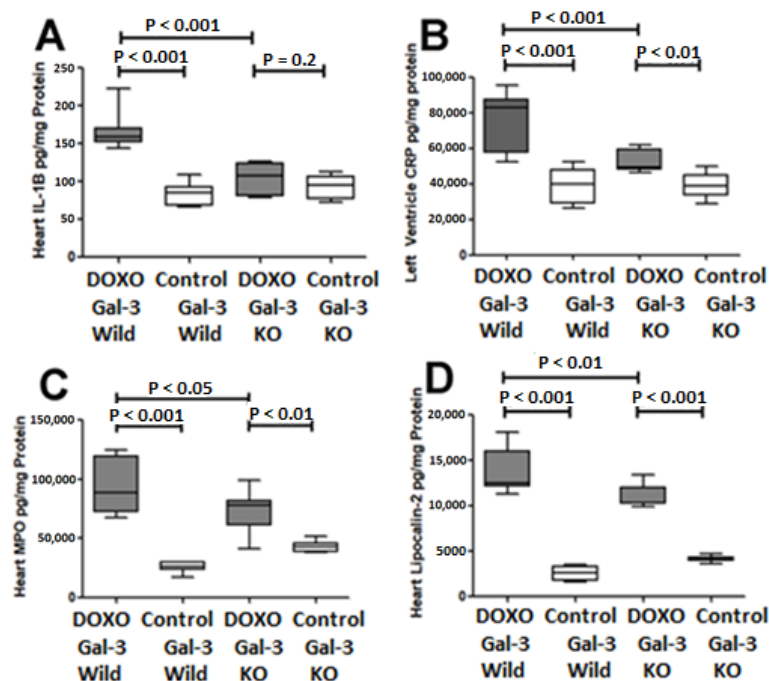 A
P < 0.001
P < 0.001
P = 0.2
Heart IL-1B pg/mg Protein
250
200
150
100
50
0
DOXO Control DOXO Control
Gal-3 Gal-3 Gal-3 Gal-3
Wild Wild KO KO
B
P < 0.001
P < 0.001
P < 0.01
Left Ventricle CRP pg/mg protein
100,000
80,000
60,000
40,000
20,000
0
DOXO Control DOXO Control
Gal-3 Gal-3 Gal-3 Gal-3
Wild Wild KO KO
C
P < 0.05
P < 0.001
P < 0.01
Heart MPO pg/mg Protein
150,000
100,000
50,000
0
DOXO Control DOXO Control
Gal-3 Gal-3 Gal-3 Gal-3
Wild Wild KO KO
D
P < 0.01
P < 0.001
P < 0.001
Heart Lipocalin-2 pg/mg Protein
20,000
15,000
10,000
5000
0
DOXO Control DOXO Control
Gal-3 Gal-3 Gal-3 Gal-3
Wild Wild KO KO